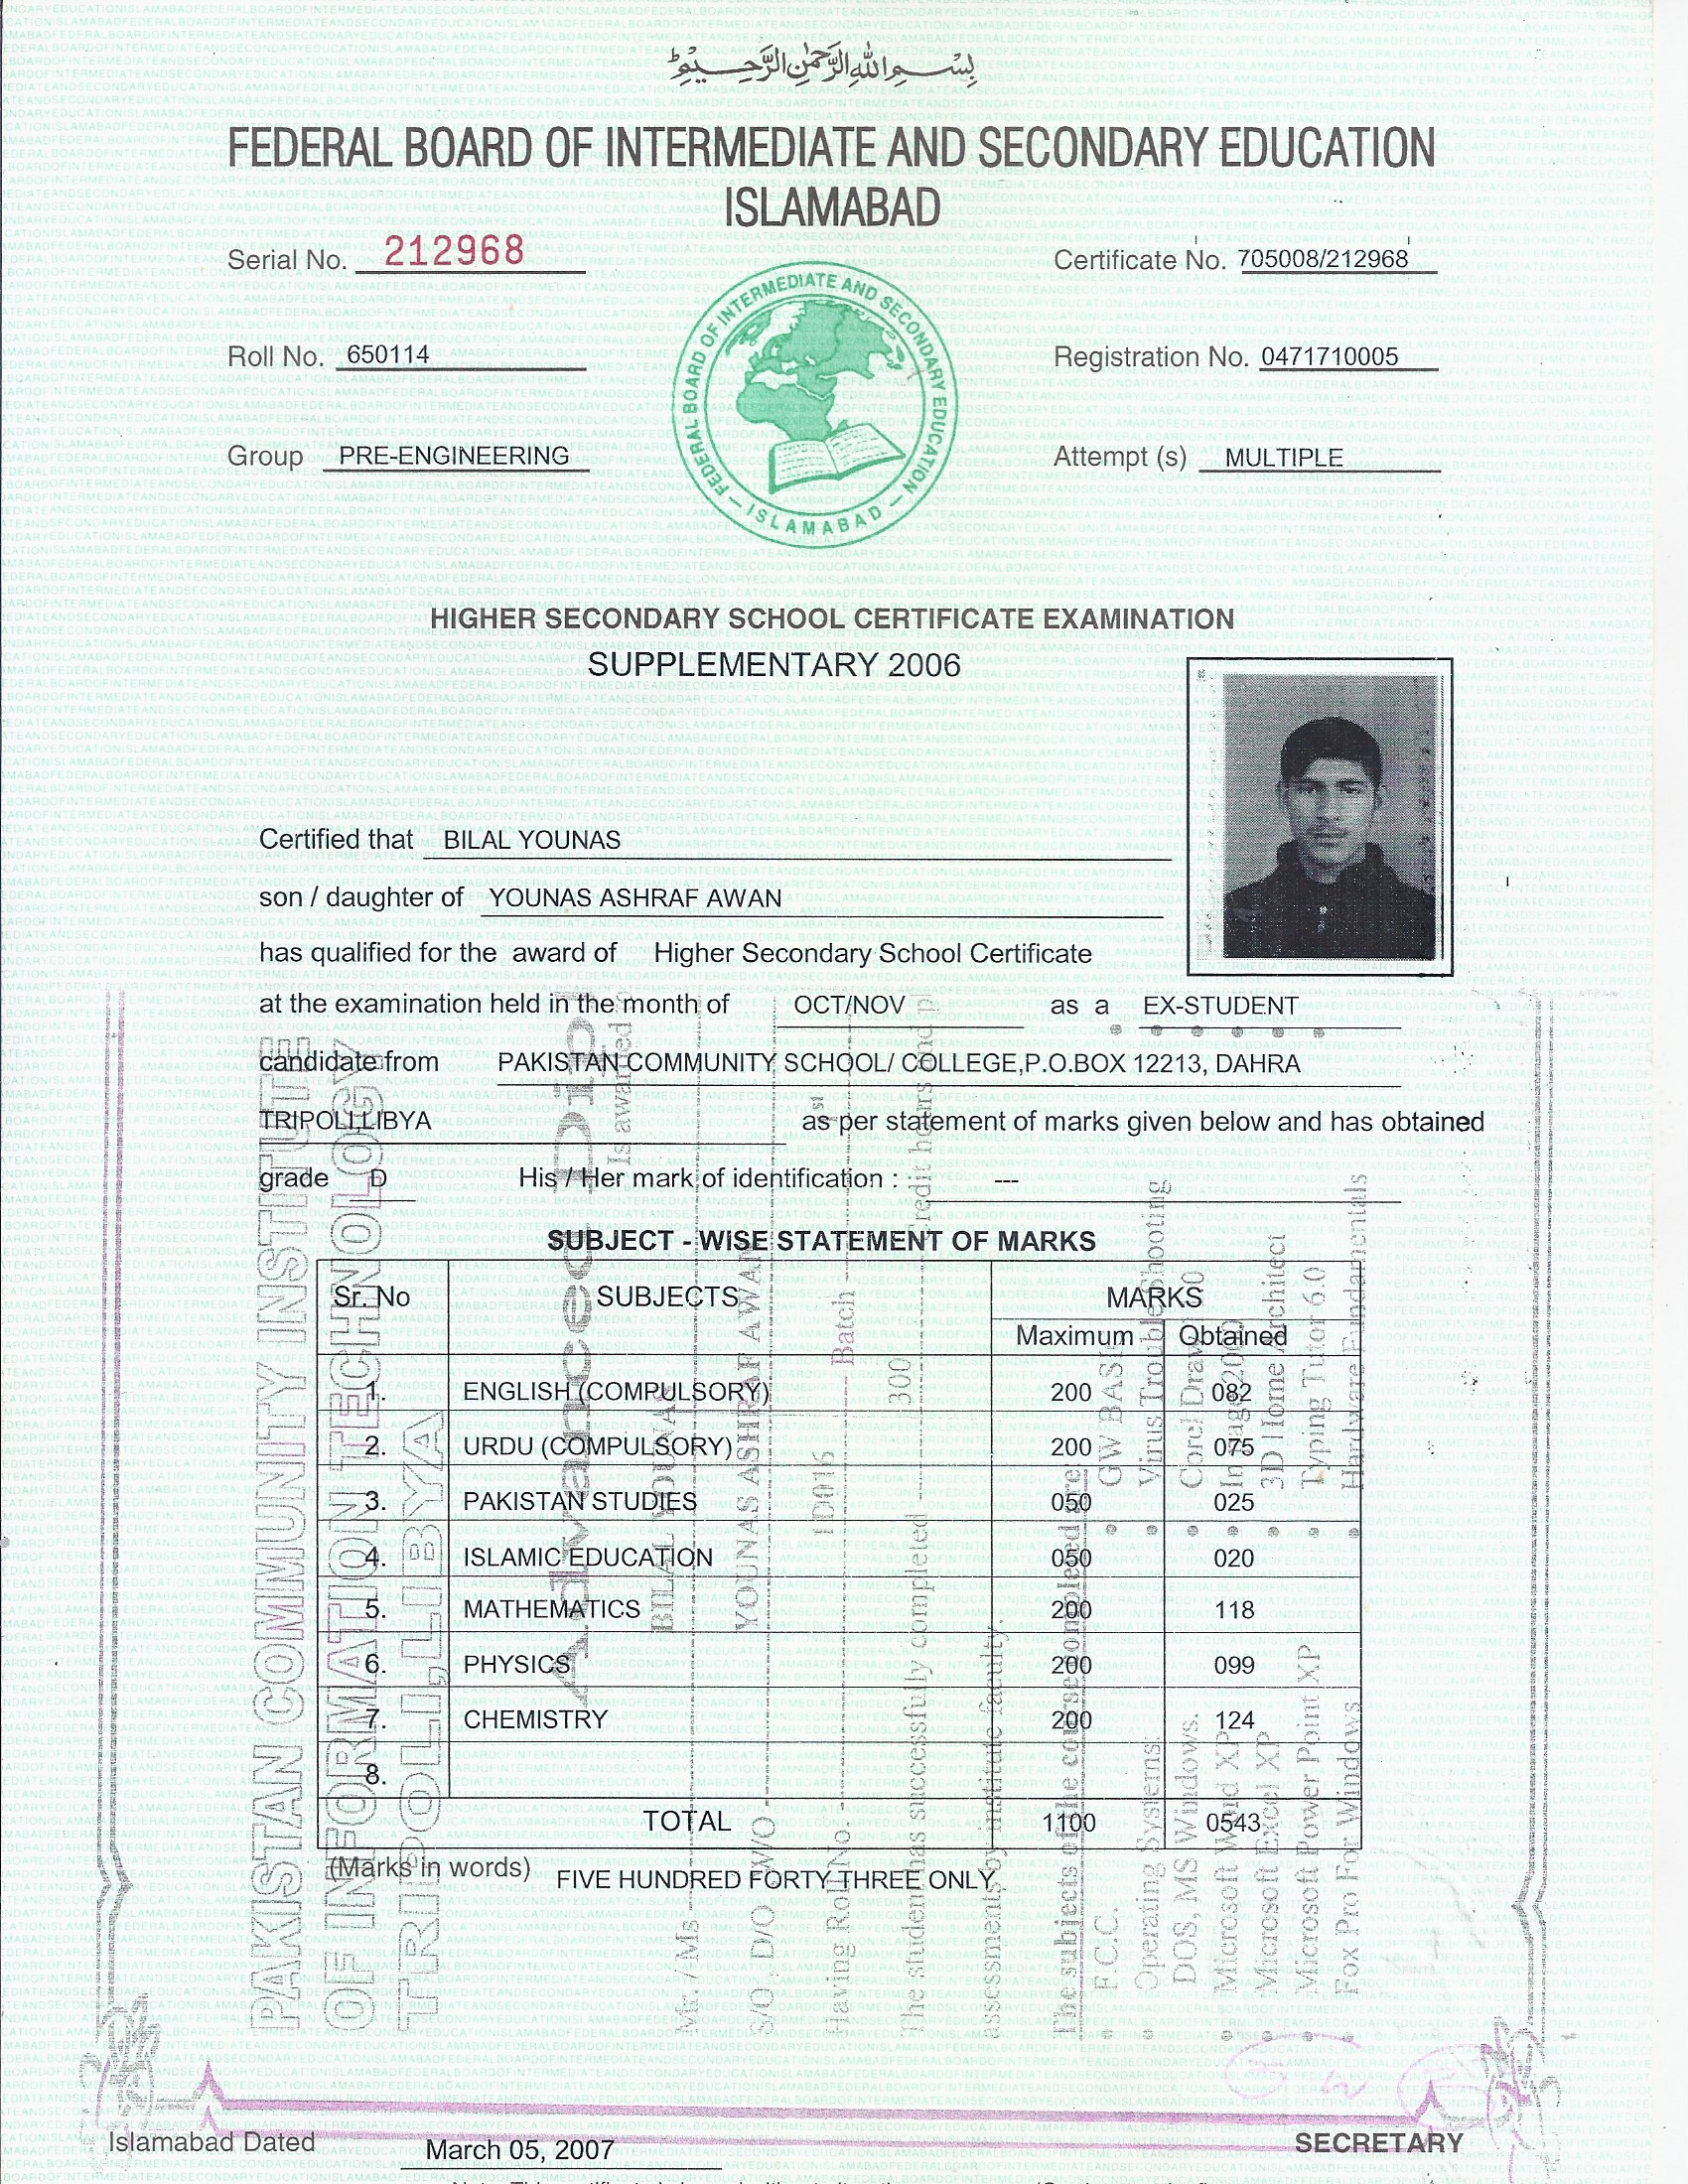 بِسْمِ اللهِ الرَّحْمٰنِ الرَّحِيْمِ
FEDERAL BOARD OF INTERMEDIATE AND SECONDARY EDUCATION
ISLAMABAD
Serial No. 212968
Certificate No. 705008/212968
Roll No. 650114
Registration No. 0471710005
Group PRE-ENGINEERING
Attempt (s) MULTIPLE
FEDERAL BOARD OF INTERMEDIATE AND SECONDARY EDUCATION
ISLAMABAD
HIGHER SECONDARY SCHOOL CERTIFICATE EXAMINATION
SUPPLEMENTARY 2006
Certified that BILAL YOUNAS
son / daughter of YOUNAS ASHRAF AWAN
has qualified for the award of Higher Secondary School Certificate
at the examination held in the month of OCT/NOV as a EX-STUDENT
candidate from PAKISTAN COMMUNITY SCHOOL/ COLLEGE,P.O.BOX 12213, DAHRA
TRIPOLI LIBYA as per statement of marks given below and has obtained
grade D His / Her mark of identification : ---
SUBJECT - WISE STATEMENT OF MARKS
Sr. No SUBJECTS MARKS
Maximum Obtained
1. ENGLISH (COMPULSORY) 200 082
2. URDU (COMPULSORY) 200 075
3. PAKISTAN STUDIES 050 025
4. ISLAMIC EDUCATION 050 020
5. MATHEMATICS 200 118
6. PHYSICS 200 099
7. CHEMISTRY 200 124
8.
TOTAL 1100 0543
(Marks in words) FIVE HUNDRED FORTY THREE ONLY
Islamabad Dated March 05, 2007
SECRETARY
PAKISTAN COMMUNITY INSTITUTE
OF INFORMATION TECHNOLOGY
TRIPOLI, LIBYA
Advanced
Is awarded
Mr. / Ms BILAL YOUNAS
S/O , D/O , W/O YOUNAS ASHRAF AWAN
Having Roll No. 1D016 Batch 1st
The student has successfully completed 300 credit hours and
assessments by institute faculty.
The subjects of the course completed are:
F.C.C.
Operating Systems:
DOS, MS Windows.
Microsoft Word XP
Microsoft Excel XP
Microsoft Power Point XP
Fox Pro For Windows
GW BASIC
Virus Trouble Shooting
Corel Draw
3D Home Architect
Typing Tutor 6.0
Hardware Fundamentals